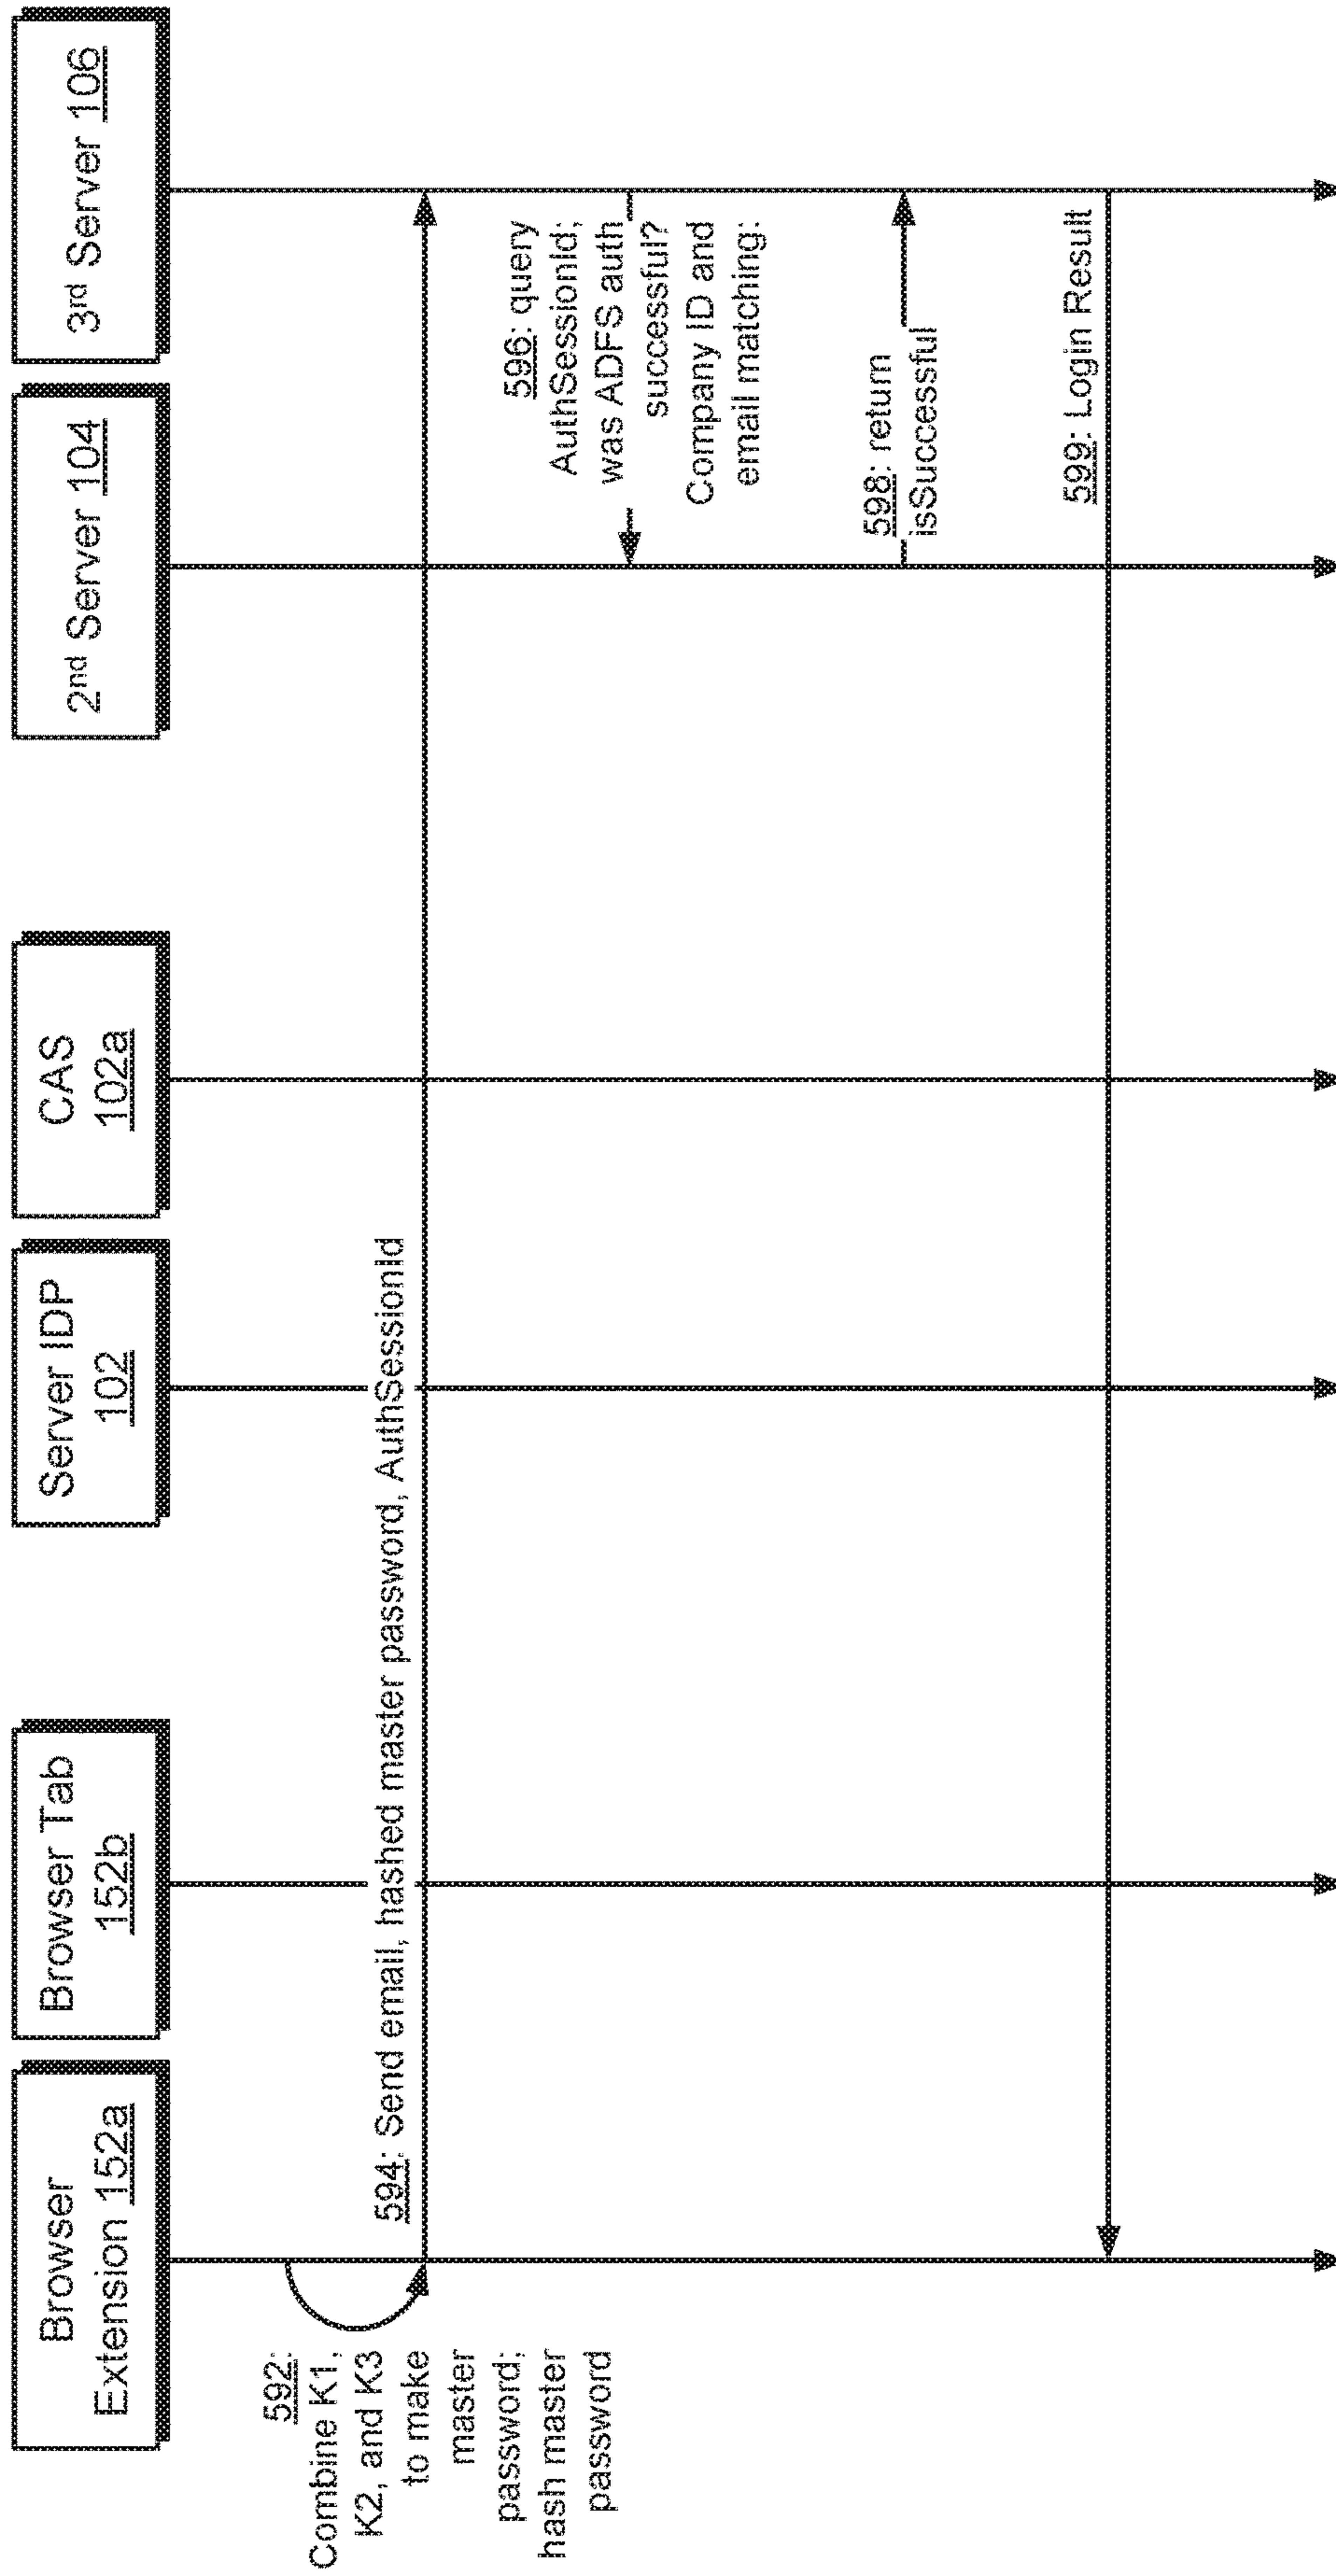 Browser
Extension 152a
Browser Tab
152b
Server IDP
102
CAS
102a
2nd Server 104
3rd Server 106
592:
Combine K1,
K2, and K3
to make
master
password;
hash master
password
594: Send email, hashed master password, AuthSessionId
596: query
AuthSessionId;
was ADFS auth
successful?
Company ID and
email matching:
598: return
isSuccessful
599: Login Result